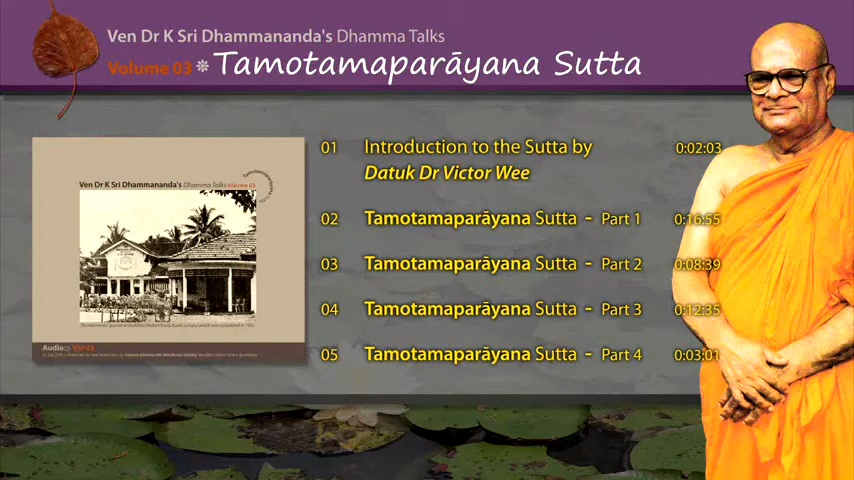 Ven Dr K Sri Dhammananda's Dhamma Talks
Volume 03 ❋ Tamotamaparāyana Sutta
Ven Dr K Sri Dhammananda's Dhamma Talks Volume 03
Audio
01 Introduction to the Sutta by 0:02:03
Datuk Dr Victor Wee
02 Tamotamaparāyana Sutta - Part 1 0:16:55
03 Tamotamaparāyana Sutta - Part 2 0:08:39
04 Tamotamaparāyana Sutta - Part 3 0:12:35
05 Tamotamaparāyana Sutta - Part 4 0:03:01